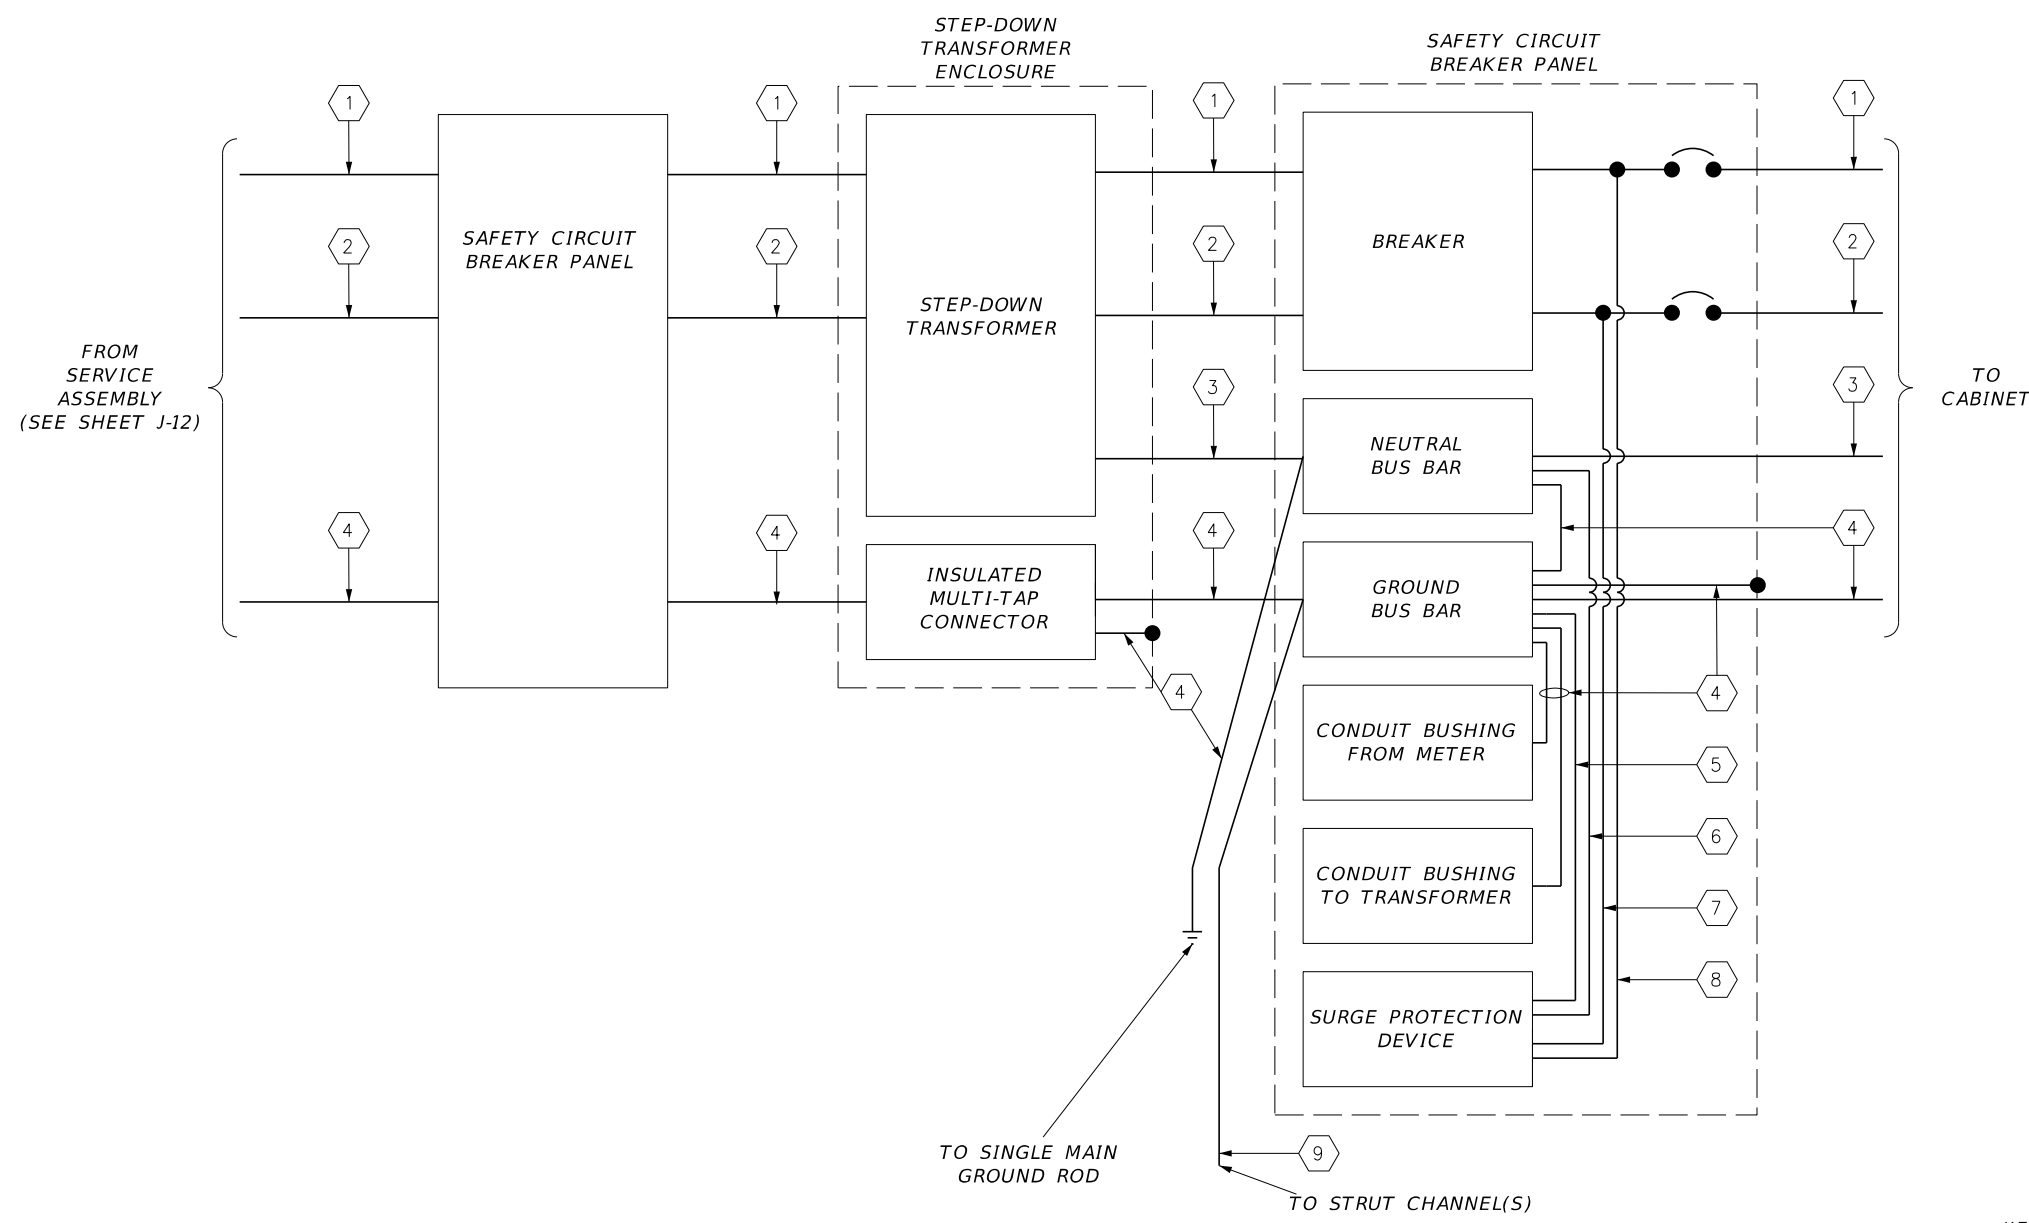 STEP-DOWN
TRANSFORMER
ENCLOSURE
SAFETY CIRCUIT
BREAKER PANEL
1
1
1
1
SAFETY CIRCUIT
BREAKER PANEL
2
2
2
2
BREAKER
STEP-DOWN
TRANSFORMER
FROM
SERVICE
ASSEMBLY
(SEE SHEET J-12)
3
3
TO
CABINET
NEUTRAL
BUS BAR
4
4
4
4
INSULATED
MULTI-TAP
CONNECTOR
GROUND
BUS BAR
4
4
CONDUIT BUSHING
FROM METER
5
6
CONDUIT BUSHING
TO TRANSFORMER
7
8
SURGE PROTECTION
DEVICE
TO SINGLE MAIN
GROUND ROD
9
TO STRUT CHANNEL(S)